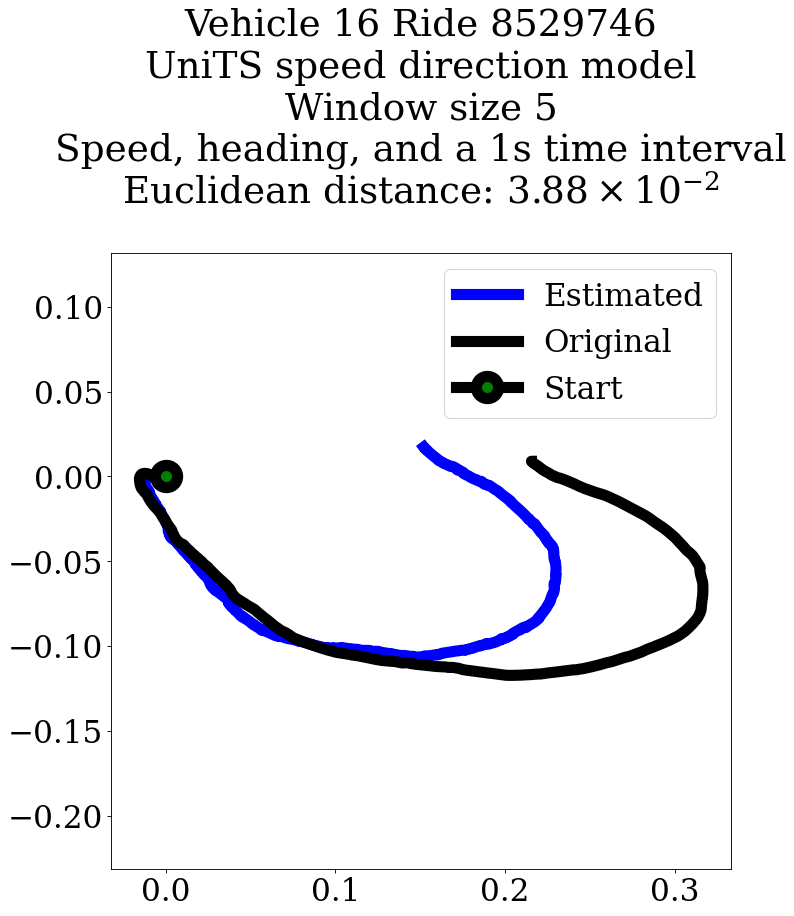 Vehicle 16 Ride 8529746
UniTS speed direction model
Window size 5
Speed, heading, and a 1s time interval
Euclidean distance: 3.88 × 10⁻²
Estimated
Original
Start
0.10
0.05
0.00
−0.05
−0.10
−0.15
−0.20
0.0 0.1 0.2 0.3